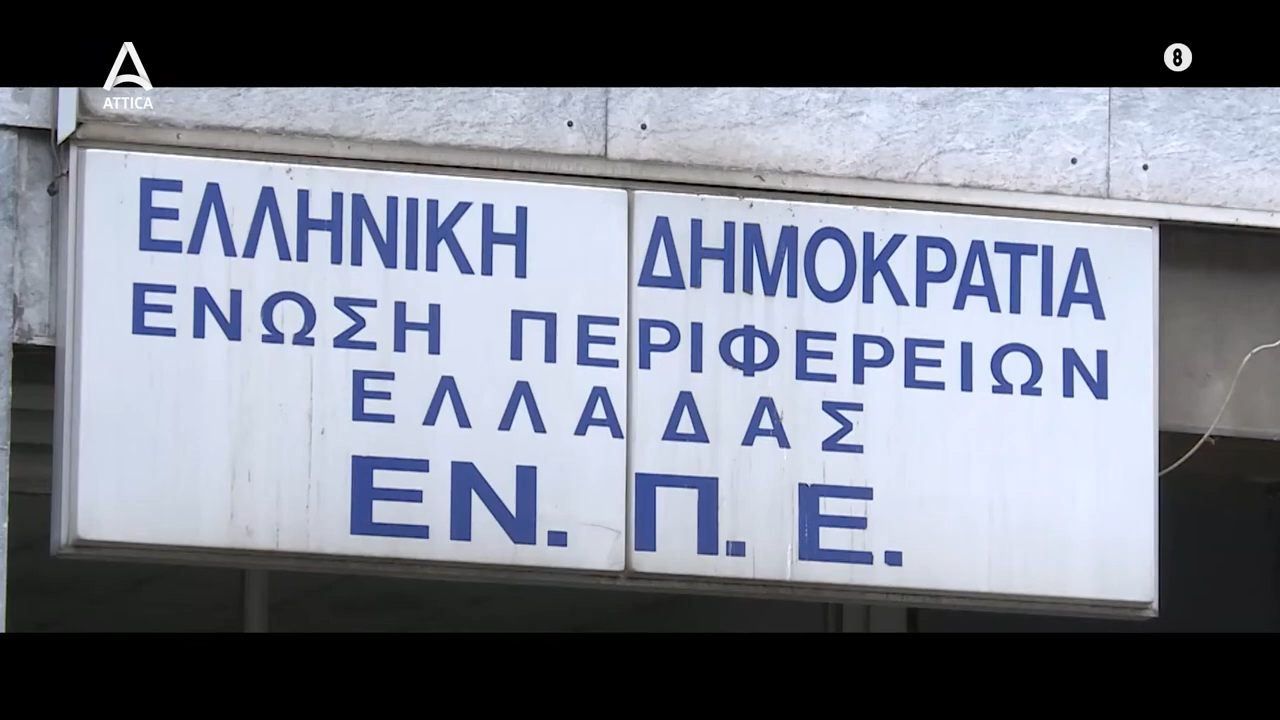 ATTICA
8
ΕΛΛΗΝΙΚΗ ΔΗΜΟΚΡΑΤΙΑ
ΕΝΩΣΗ ΠΕΡΙΦΕΡΕΙΩΝ
ΕΛΛΑΔΑΣ
ΕΝ. Π. Ε.